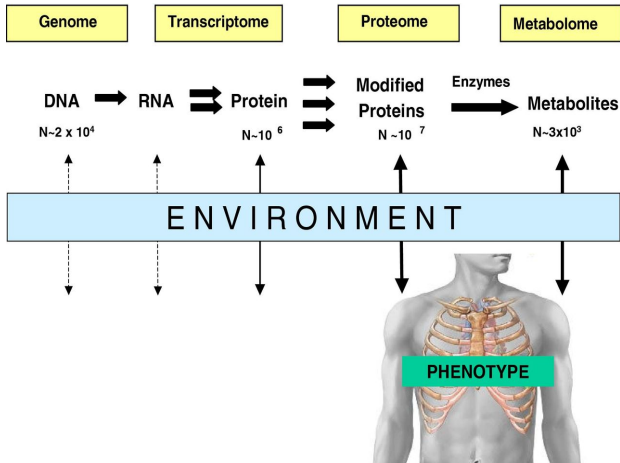 Genome
Transcriptome
Proteome
Metabolome
DNA
RNA
Protein
Modified
Proteins
Enzymes
Metabolites
N~2 x 10⁴
N~10 ⁶
N ~10 ⁷
N~3x10³
ENVIRONMENT
PHENOTYPE